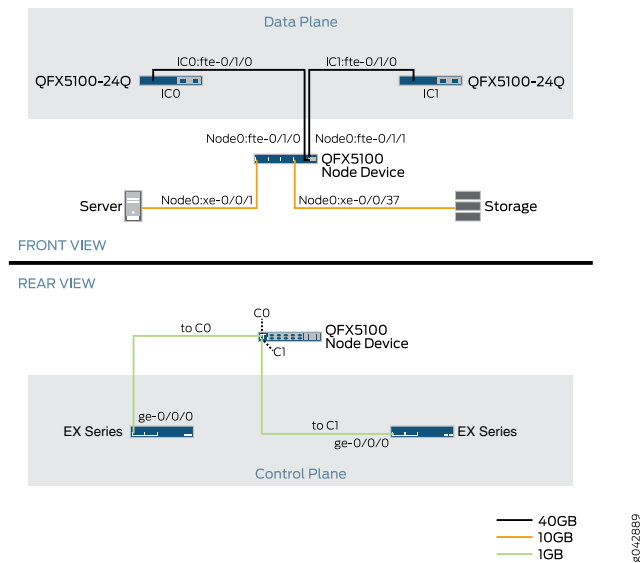 Data Plane
IC0:fte-0/1/0
IC1:fte-0/1/0
QFX5100-24Q
IC0
IC1
QFX5100-24Q
Node0:fte-0/1/0
Node0:fte-0/1/1
QFX5100
Node Device
Server
Node0:xe-0/0/1
Node0:xe-0/0/37
Storage
FRONT VIEW
REAR VIEW
C0
to C0
QFX5100
Node Device
C1
ge-0/0/0
EX Series
to C1
ge-0/0/0
EX Series
Control Plane
40GB
10GB
1GB
g042889